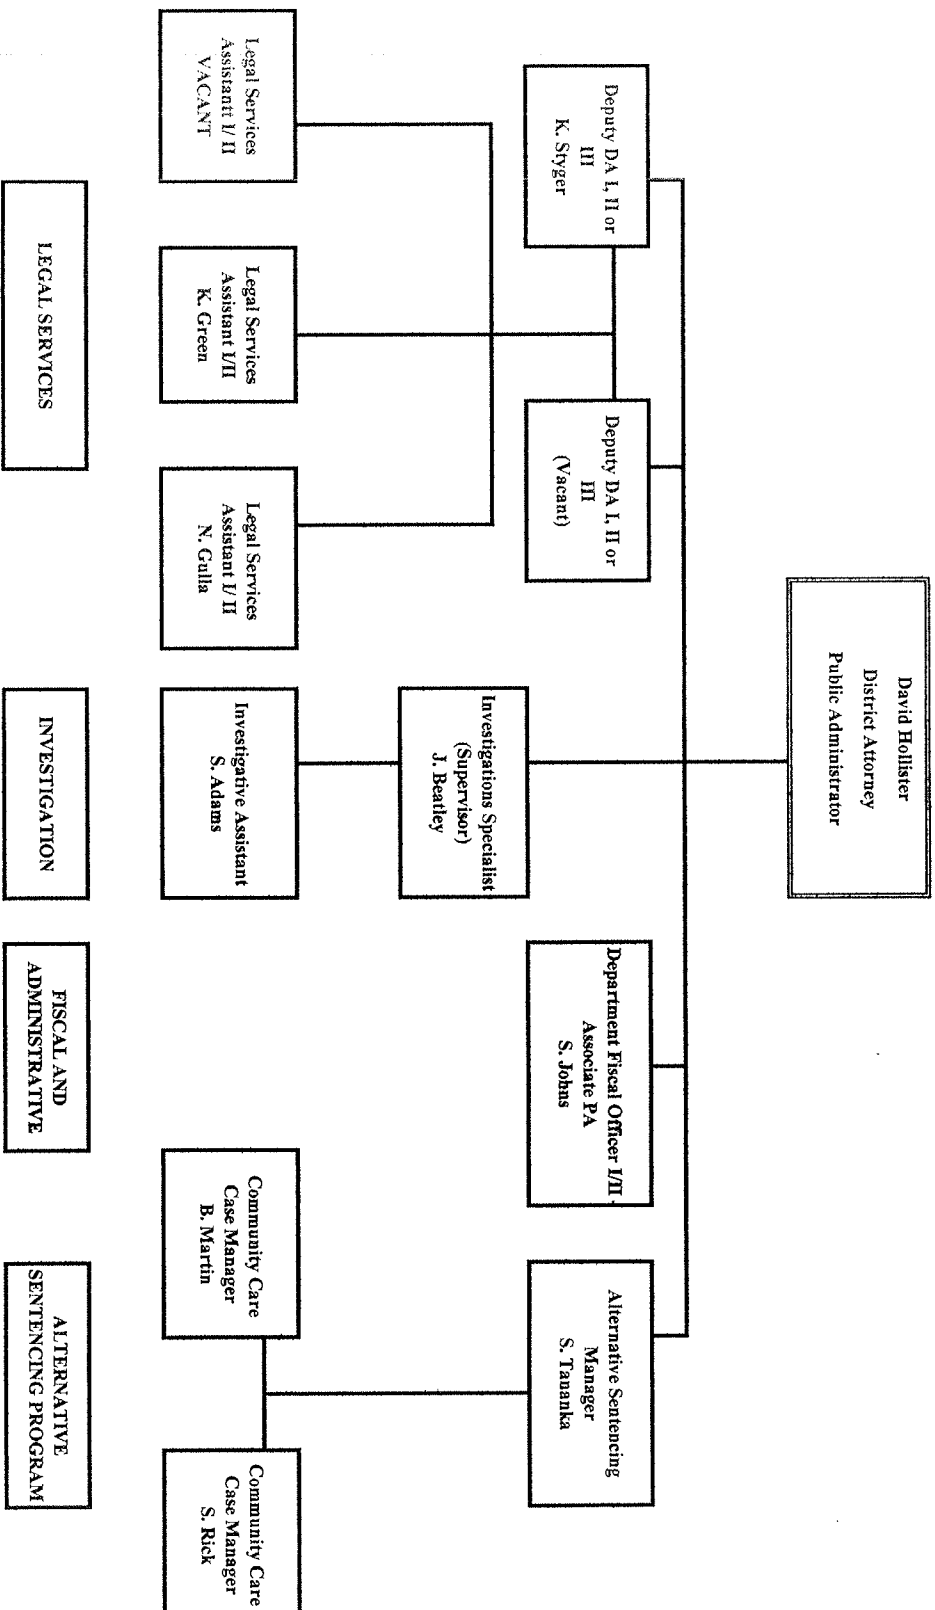 David Hollister
District Attorney
Public Administrator
Deputy DA I, II or
III
K. Styger
Deputy DA I, II or
III
(Vacant)
Department Fiscal Officer I/II
Associate PA
S. Johns
Alternative Sentencing
Manager
S. Tananka
Investigations Specialist
(Supervisor)
J. Beatley
Legal Services
Assistantt I/ II
VACANT
Legal Services
Assistant I/II
K. Green
Legal Services
Assistant I/ II
N. Gulla
Investigative Assistant
S. Adams
Community Care
Case Manager
B. Martin
Community Care
Case Manager
S. Rick
LEGAL SERVICES
INVESTIGATION
FISCAL AND
ADMINISTRATIVE
ALTERNATIVE
SENTENCING PROGRAM